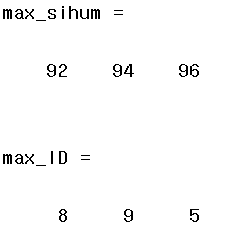 max_sihum =
92 94 96
max_ID =
8 9 5